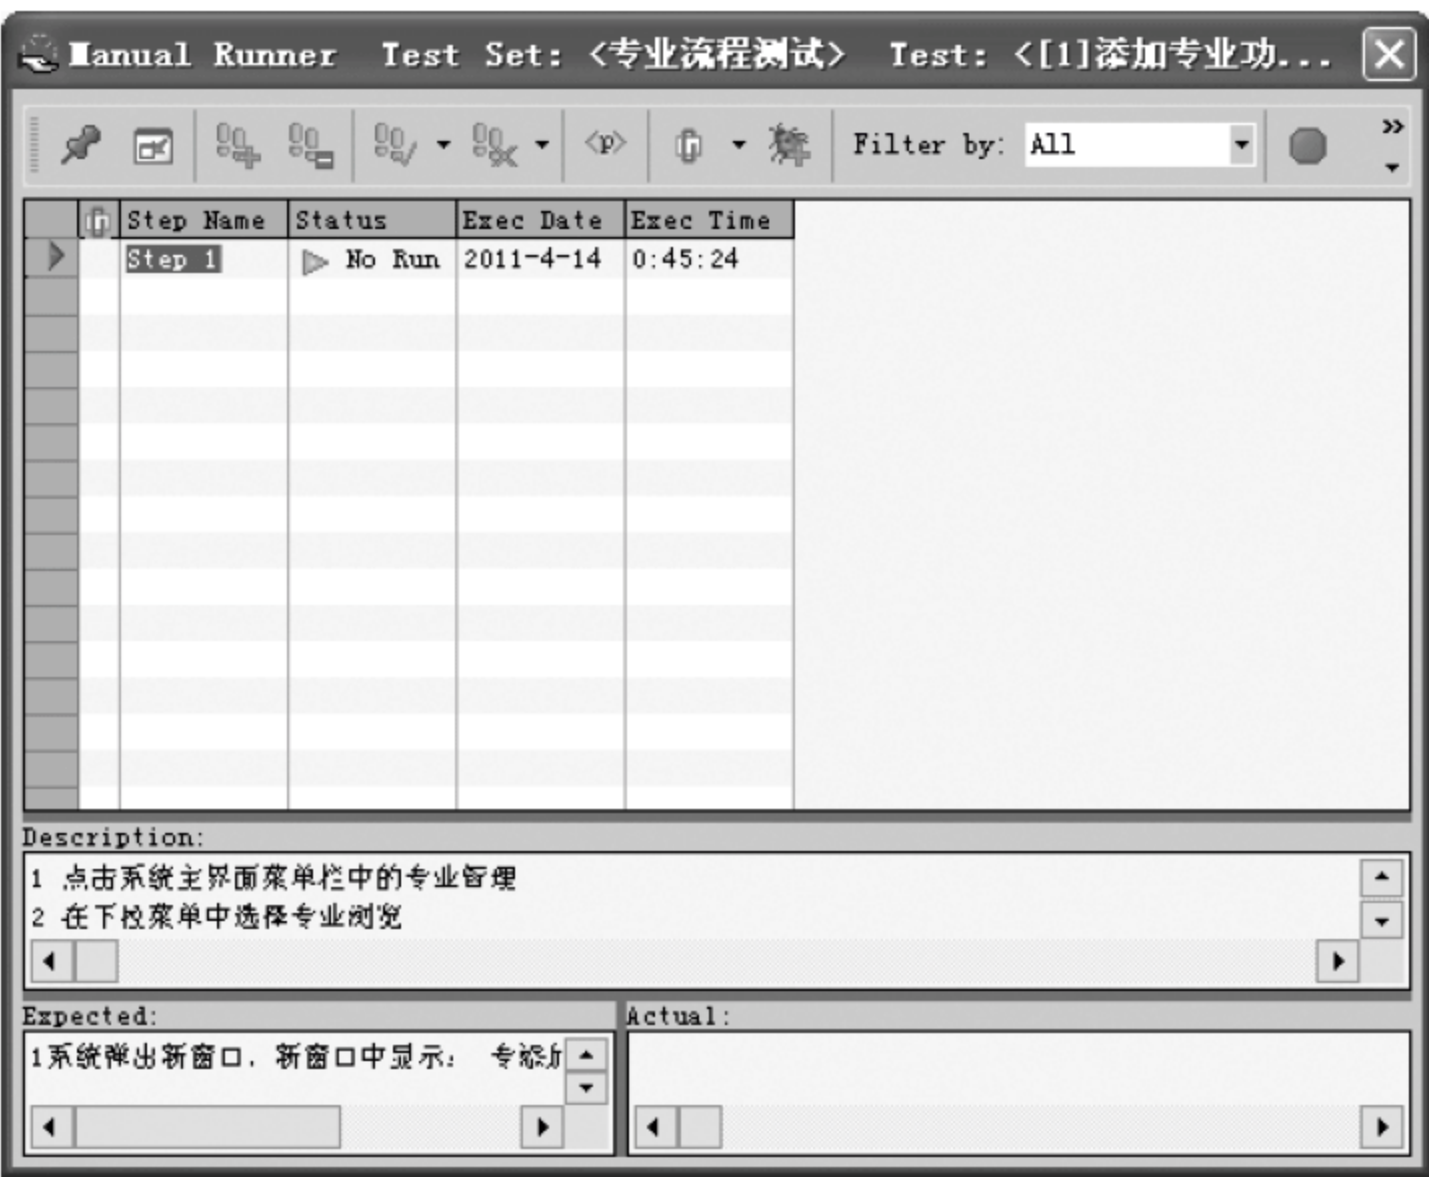 Manual Runner Test Set: <专业流程测试> Test: <[1]添加专业功...
<p> Filter by: All
Step Name Status Exec Date Exec Time
Step 1 No Run 2011-4-14 0:45:24
Description:
1 点击系统主界面菜单栏中的专业管理
2 在下拉菜单中选择专业浏览
Expected:
1系统弹出新窗口，新窗口中显示： 专
Actual: